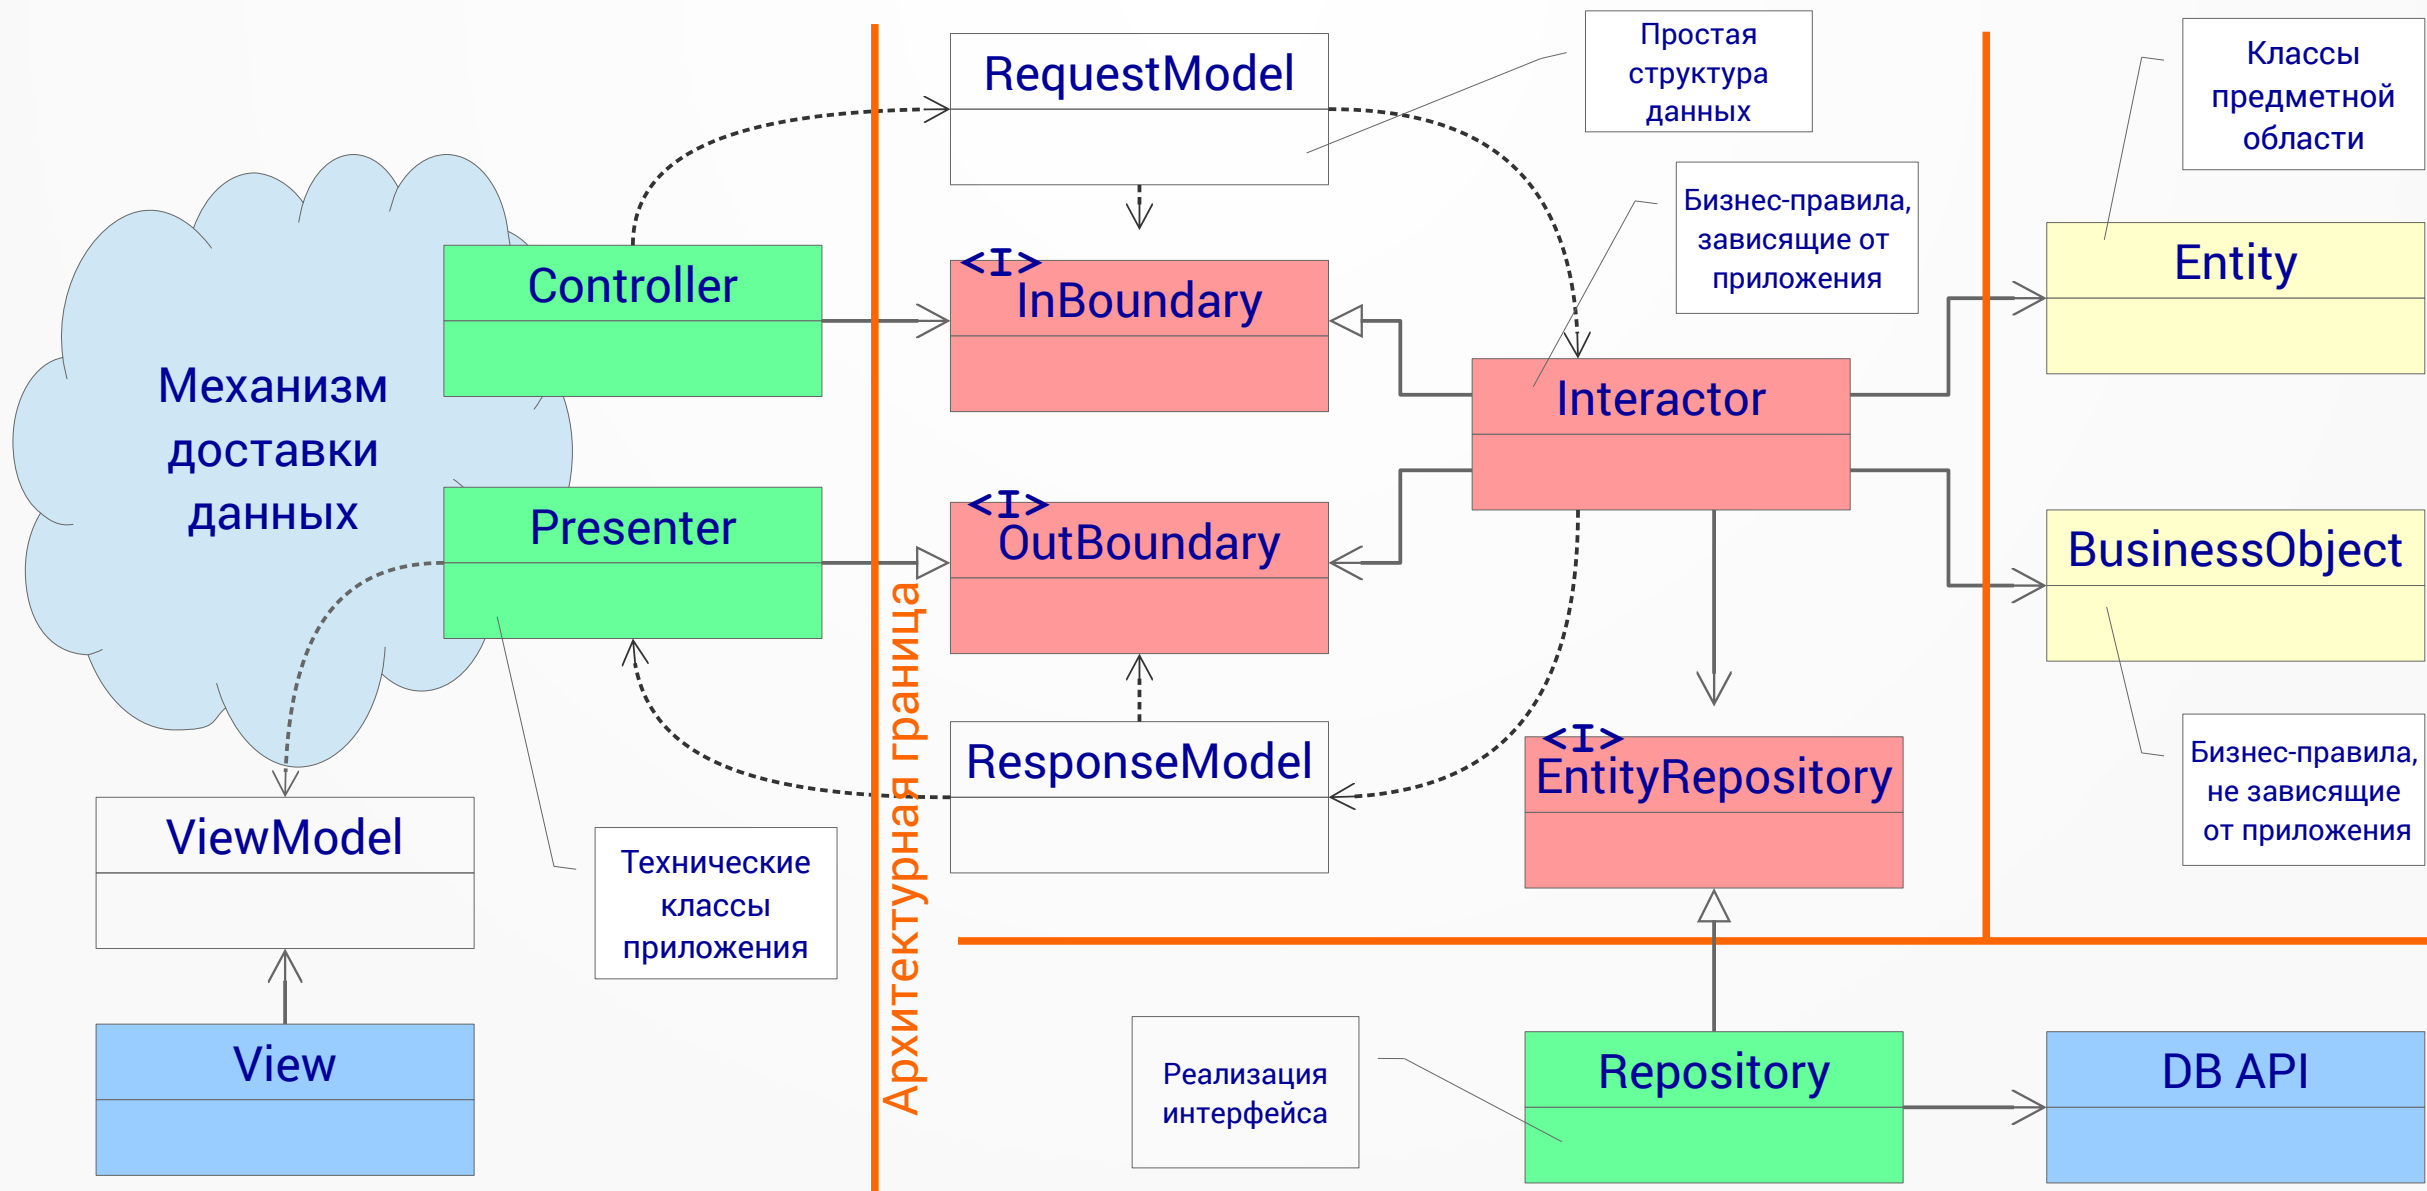 RequestModel
Простая
структура
данных
Классы
предметной
области
Бизнес-правила,
зависящие от
приложения
Controller
<I>
InBoundary
Entity
Механизм
доставки
данных
Interactor
Presenter
<I>
OutBoundary
BusinessObject
Архитектурная граница
ResponseModel
<I>
EntityRepository
Бизнес-правила,
не зависящие
от приложения
ViewModel
Технические
классы
приложения
View
Реализация
интерфейса
Repository
DB API